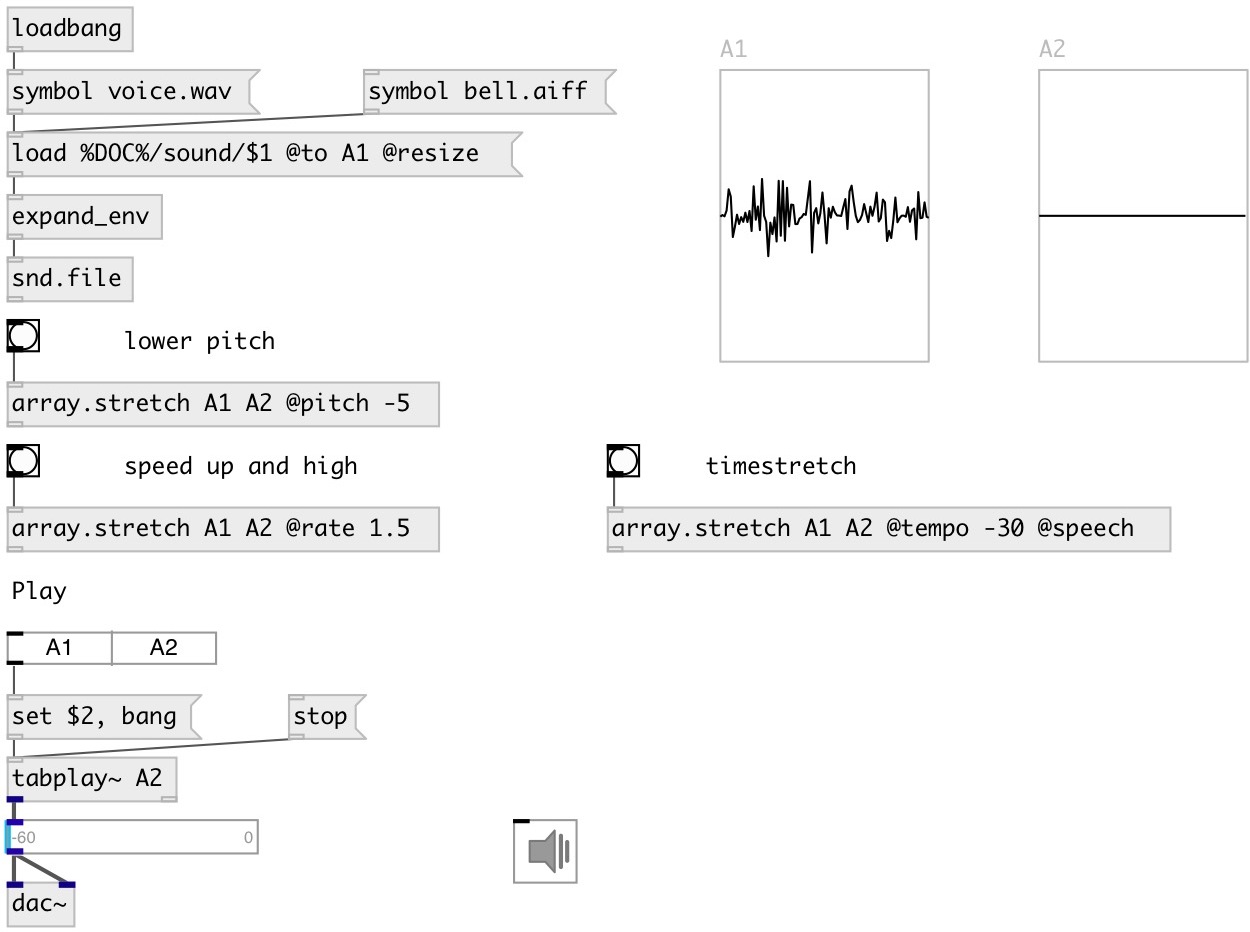 loadbang
A1
A2
symbol voice.wav
symbol bell.aiff
load %DOC%/sound/$1 @to A1 @resize
expand_env
snd.file
lower pitch
array.stretch A1 A2 @pitch -5
speed up and high
timestretch
array.stretch A1 A2 @rate 1.5
array.stretch A1 A2 @tempo -30 @speech
Play
A1
A2
set $2, bang
stop
tabplay~ A2
-60
0
dac~